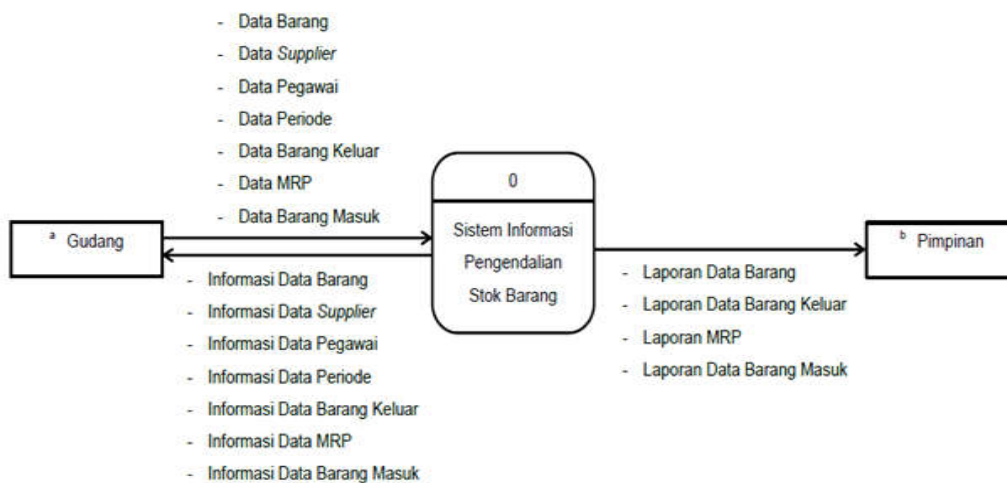 - Data Barang
- Data Supplier
- Data Pegawai
- Data Periode
- Data Barang Keluar
- Data MRP
- Data Barang Masuk
a Gudang
0
Sistem Informasi
Pengendalian
Stok Barang
b Pimpinan
- Informasi Data Barang
- Informasi Data Supplier
- Informasi Data Pegawai
- Informasi Data Periode
- Informasi Data Barang Keluar
- Informasi Data MRP
- Informasi Data Barang Masuk
- Laporan Data Barang
- Laporan Data Barang Keluar
- Laporan MRP
- Laporan Data Barang Masuk